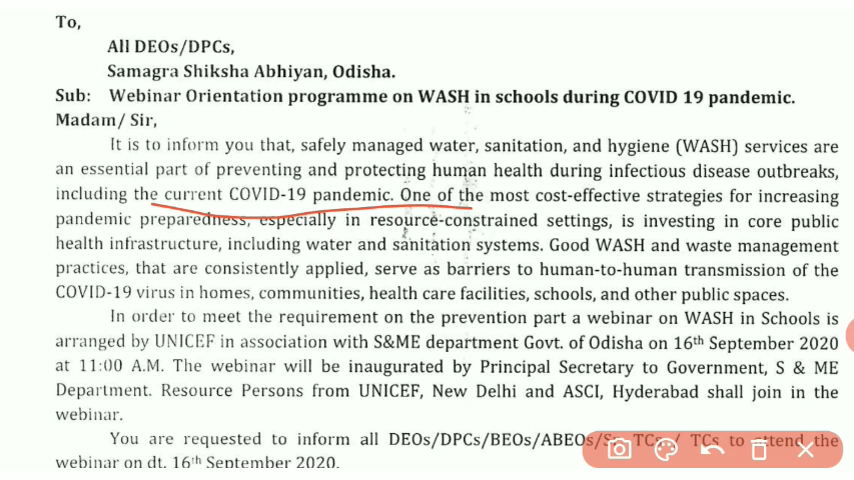 To,
All DEOs/DPCs,
Samagra Shiksha Abhiyan, Odisha.
Sub: Webinar Orientation programme on WASH in schools during COVID 19 pandemic.
Madam/ Sir,
It is to inform you that, safely managed water, sanitation, and hygiene (WASH) services are
an essential part of preventing and protecting human health during infectious disease outbreaks,
including the current COVID-19 pandemic. One of the most cost-effective strategies for increasing
pandemic preparedness, especially in resource-constrained settings, is investing in core public
health infrastructure, including water and sanitation systems. Good WASH and waste management
practices, that are consistently applied, serve as barriers to human-to-human transmission of the
COVID-19 virus in homes, communities, health care facilities, schools, and other public spaces.
In order to meet the requirement on the prevention part a webinar on WASH in Schools is
arranged by UNICEF in association with S&ME department Govt. of Odisha on 16th September 2020
at 11:00 A.M. The webinar will be inaugurated by Principal Secretary to Government, S & ME
Department. Resource Persons from UNICEF, New Delhi and ASCI, Hyderabad shall join in the
webinar.
You are requested to inform all DEOs/DPCs/BEOs/ABEOs/ TCs to attend the
webinar on dt. 16th September 2020.